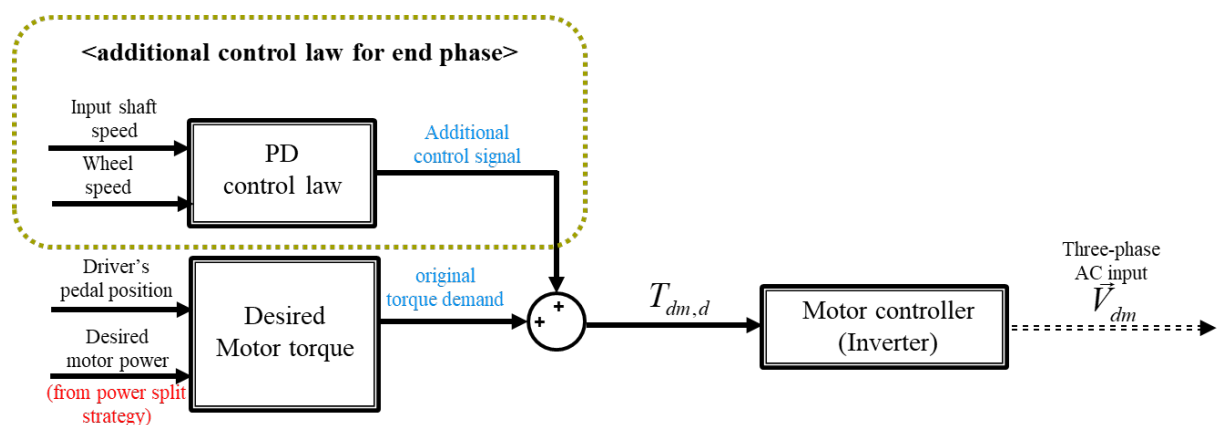 <additional control law for end phase>
Input shaft
speed
Wheel
speed
PD
control law
Additional
control signal
Driver's
pedal position
Desired
motor power
(from power split
strategy)
Desired
Motor torque
original
torque demand
+
+
T_{dm,d}
Motor controller
(Inverter)
Three-phase
AC input
\vec{V}_{dm}